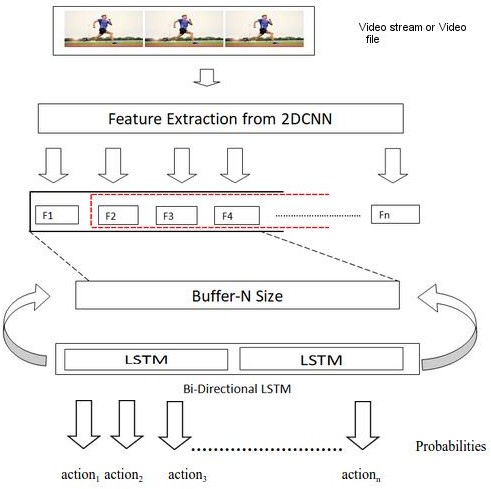 Video stream or Video
file
Feature Extraction from 2DCNN
F1 F2 F3 F4 Fn
Buffer-N Size
LSTM LSTM
Bi-Directional LSTM
Probabilities
action1 action2 action3 actionn